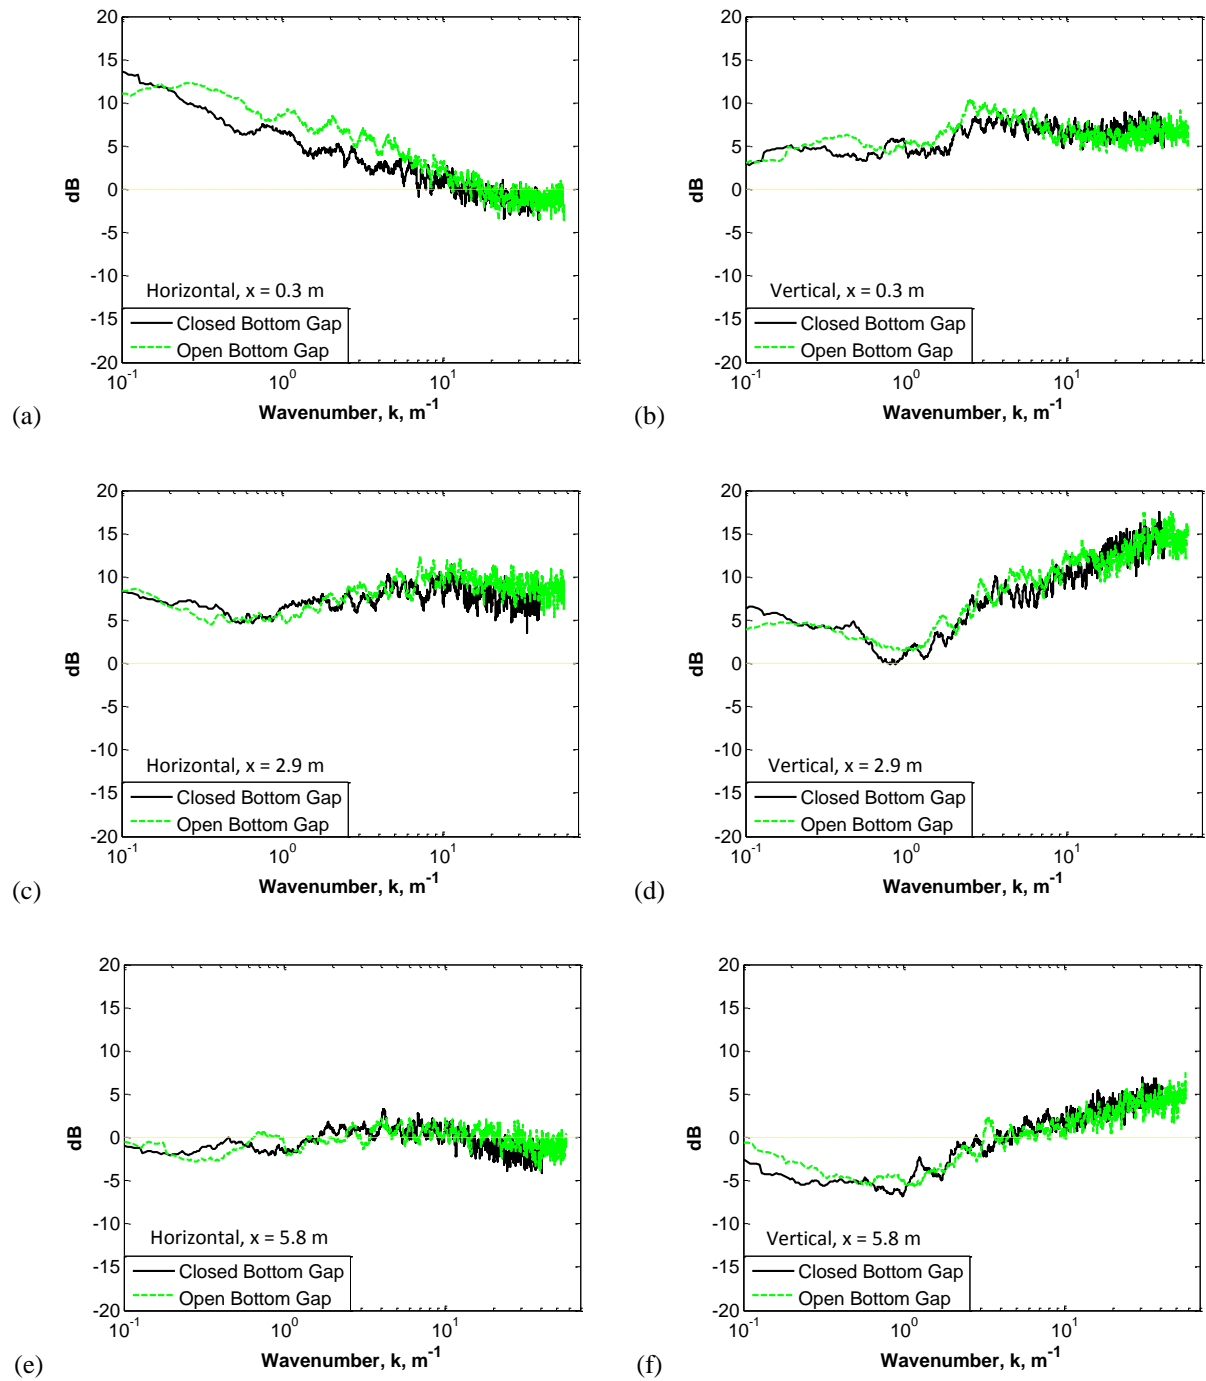 20
15
10
5
0
-5
-10
-15
-20
dB
Horizontal, x = 0.3 m
Closed Bottom Gap
Open Bottom Gap
10-1
100
101
Wavenumber, k, m-1
(a)
20
15
10
5
0
-5
-10
-15
-20
dB
Vertical, x = 0.3 m
Closed Bottom Gap
Open Bottom Gap
10-1
100
101
Wavenumber, k, m-1
(b)
20
15
10
5
0
-5
-10
-15
-20
dB
Horizontal, x = 2.9 m
Closed Bottom Gap
Open Bottom Gap
10-1
100
101
Wavenumber, k, m-1
(c)
20
15
10
5
0
-5
-10
-15
-20
dB
Vertical, x = 2.9 m
Closed Bottom Gap
Open Bottom Gap
10-1
100
101
Wavenumber, k, m-1
(d)
20
15
10
5
0
-5
-10
-15
-20
dB
Horizontal, x = 5.8 m
Closed Bottom Gap
Open Bottom Gap
10-1
100
101
Wavenumber, k, m-1
(e)
20
15
10
5
0
-5
-10
-15
-20
dB
Vertical, x = 5.8 m
Closed Bottom Gap
Open Bottom Gap
10-1
100
101
Wavenumber, k, m-1
(f)